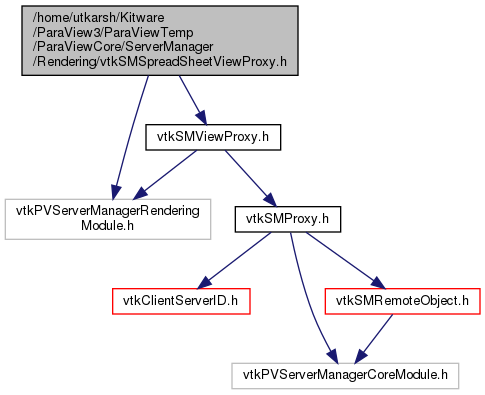 /home/utkarsh/Kitware
/ParaView3/ParaViewTemp
/ParaViewCore/ServerManager
/Rendering/vtkSMSpreadSheetViewProxy.h
vtkSMViewProxy.h
vtkPVServerManagerRendering
Module.h
vtkSMProxy.h
vtkClientServerID.h
vtkSMRemoteObject.h
vtkPVServerManagerCoreModule.h